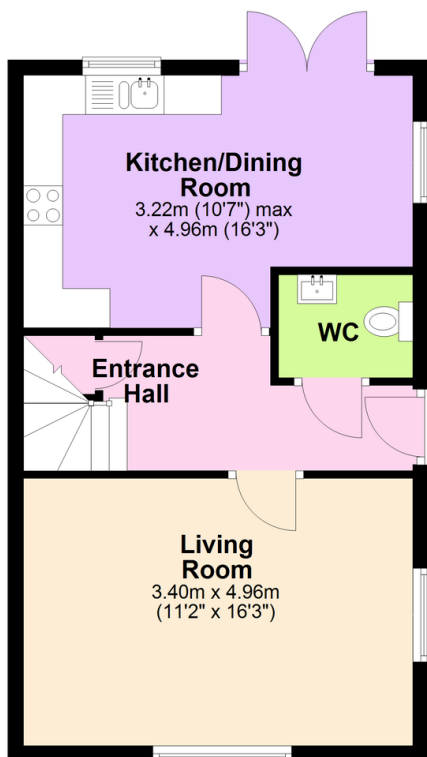 Kitchen/Dining
Room
3.22m (10'7") max
x 4.96m (16'3")
WC
Entrance
Hall
Living
Room
3.40m x 4.96m
(11'2" x 16'3")